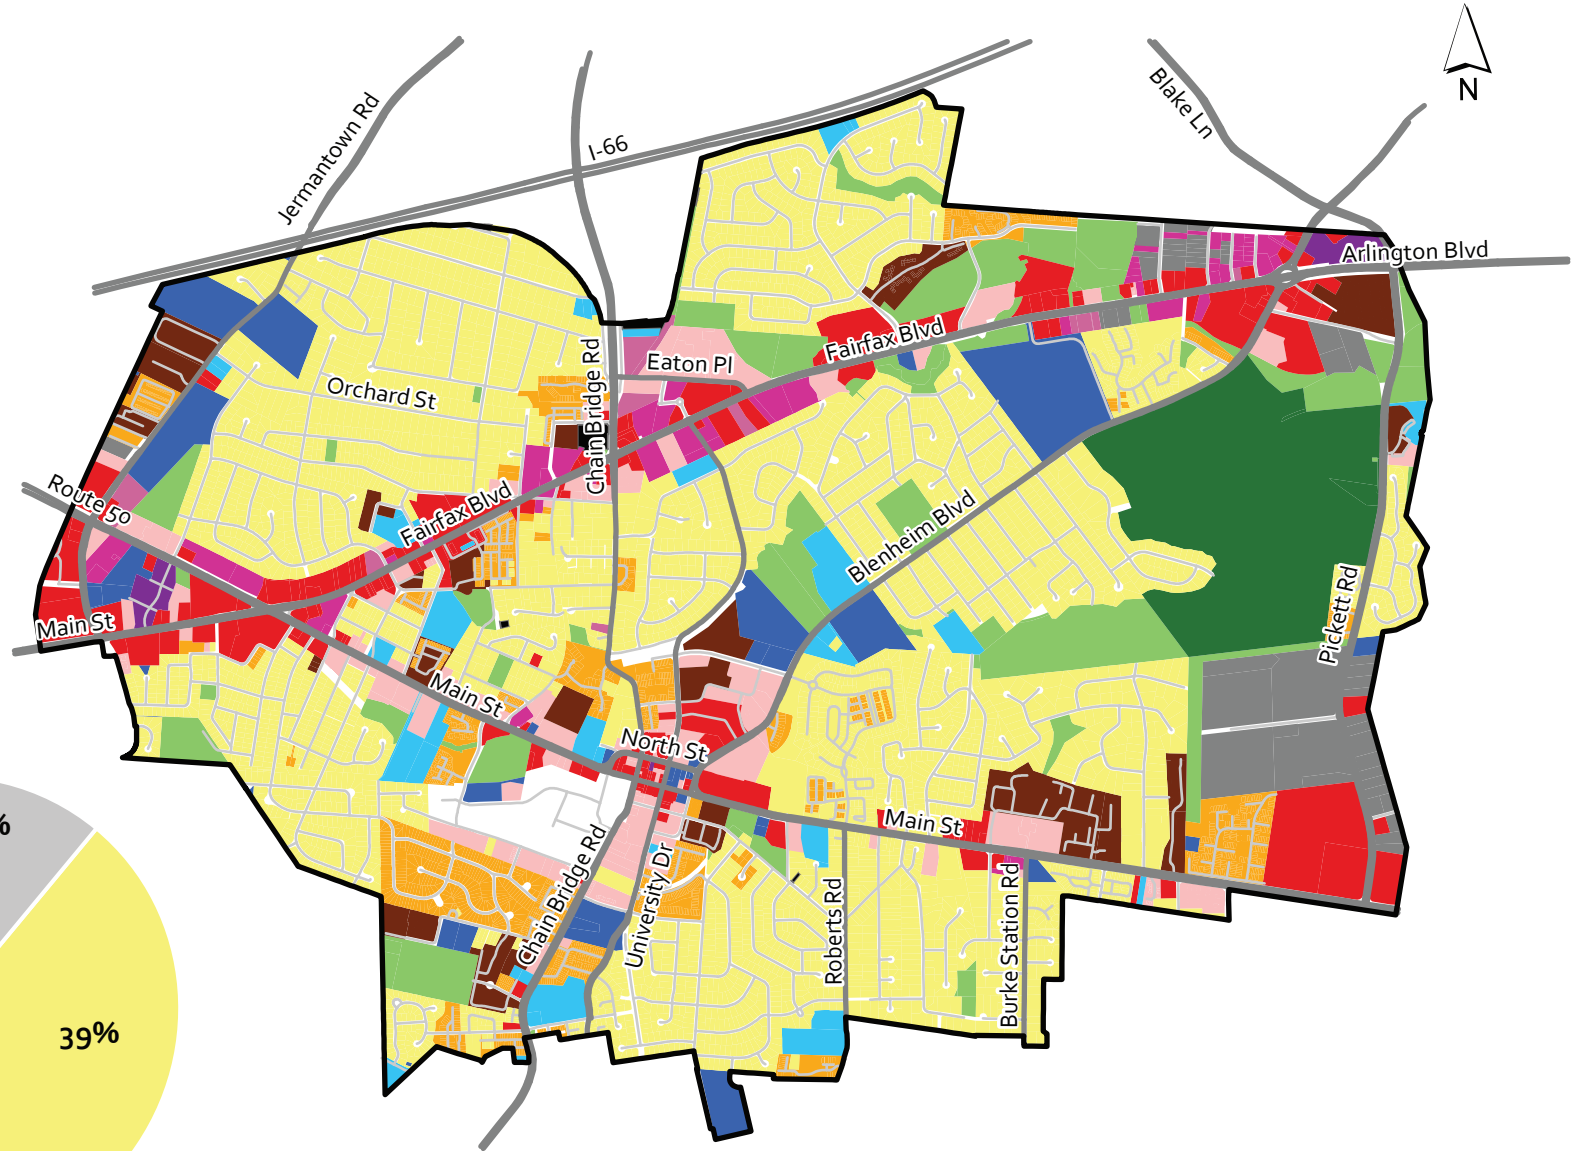 N
Blake Ln
Jermantown Rd
I-66
Arlington Blvd
Fairfax Blvd
Eaton Pl
Chain Bridge Rd
Orchard St
Route 50
Fairfax Blvd
Blenheim Blvd
Pickett Rd
Main St
Main St
North St
Main St
%
Chain Bridge Rd
University Dr
Roberts Rd
Burke Station Rd
39%